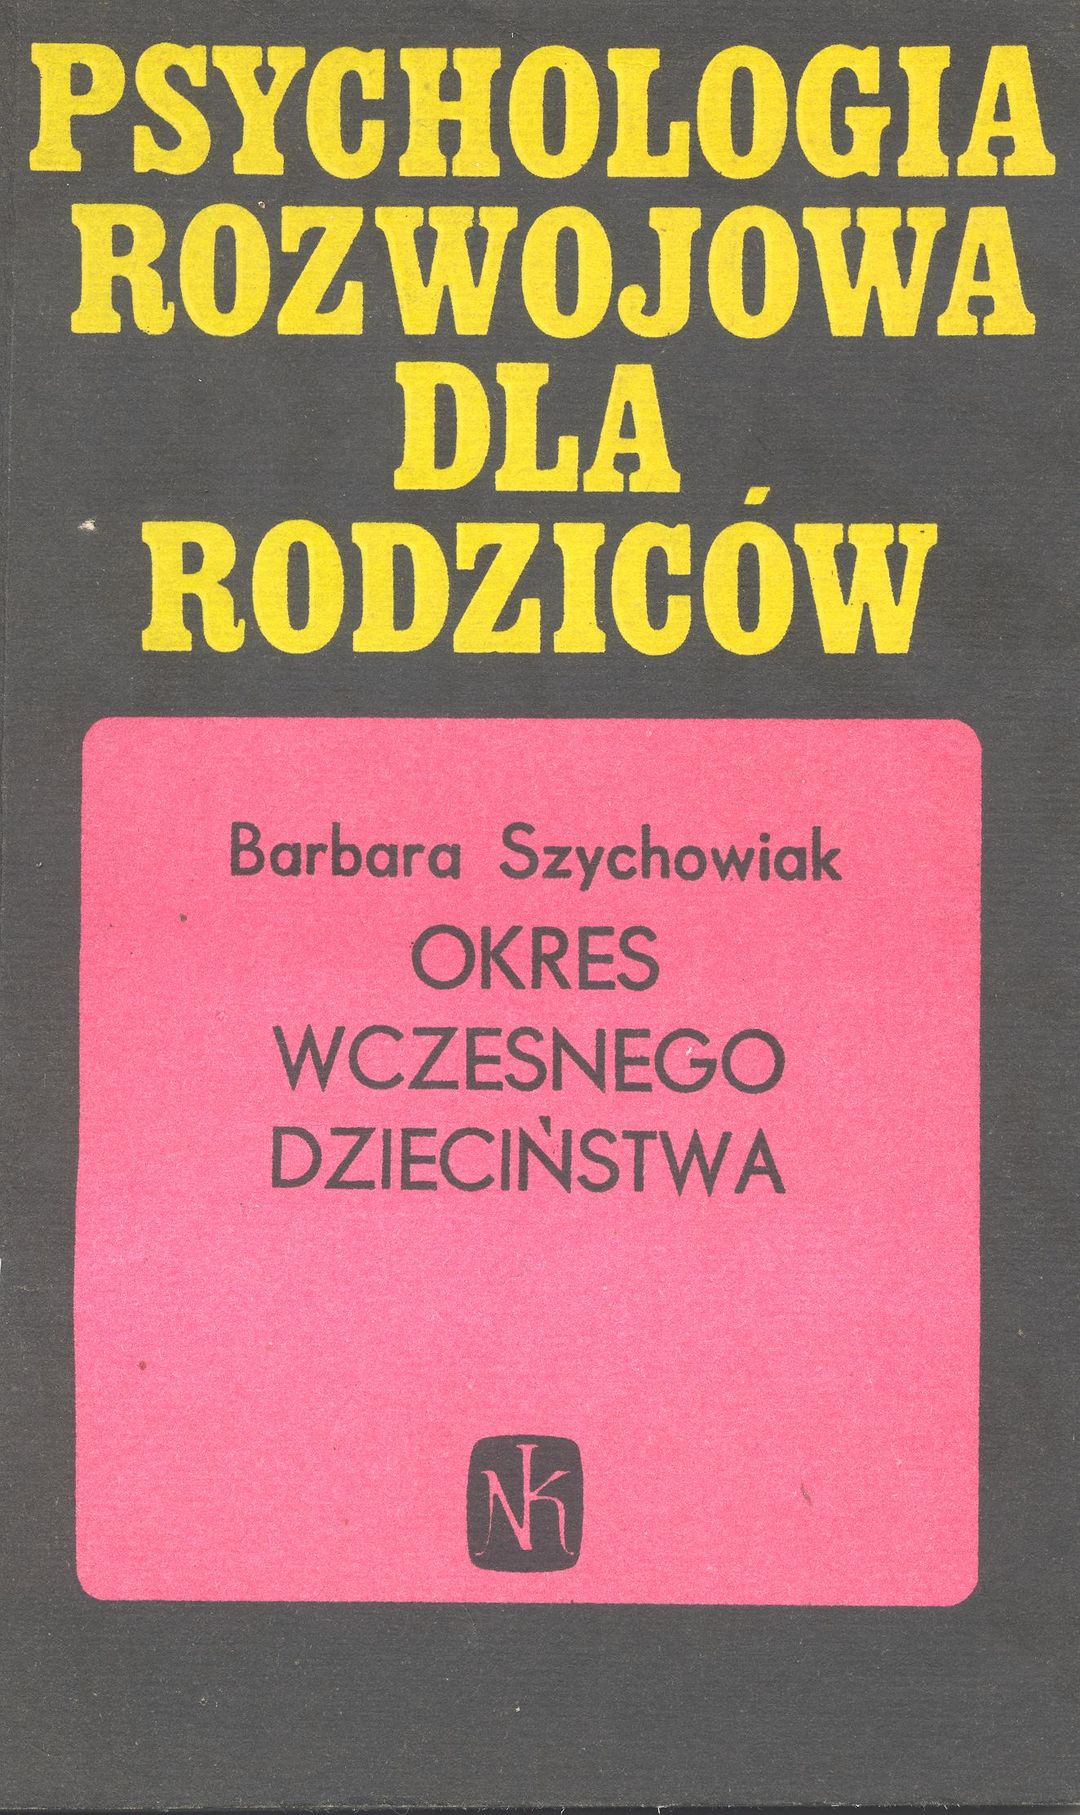 PSYCHOLOGIA
ROZWOJOWA
DLA
RODZICÓW
Barbara Szychowiak
OKRES
WCZESNEGO
DZIECIŃSTWA
NK